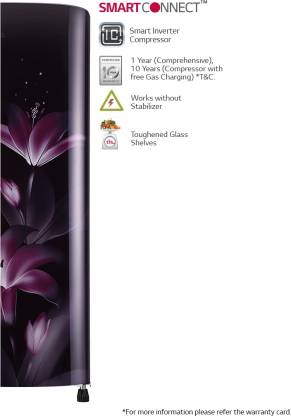 SMART CONNECT™
Smart Inverter
Compressor
1 Year (Comprehensive),
10 Years (Compressor with
free Gas Charging) *T&C.
Works without
Stabilizer
Toughened Glass
Shelves
*For more information please refer the warranty card.